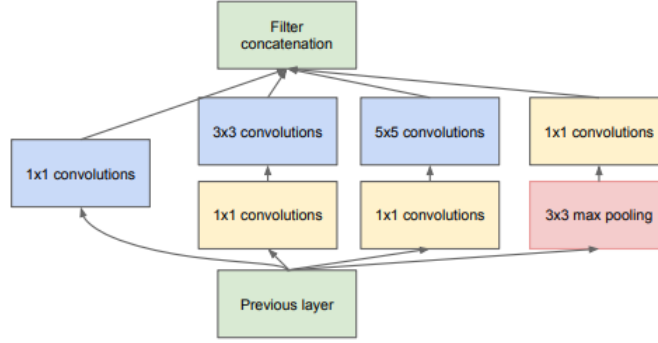 Filter
concatenation
3x3 convolutions
5x5 convolutions
1x1 convolutions
1x1 convolutions
1x1 convolutions
1x1 convolutions
3x3 max pooling
Previous layer